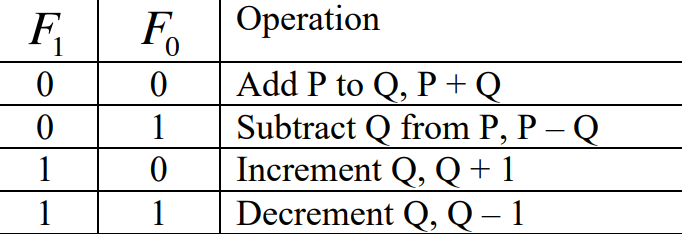 F1 F0 Operation
0 0 Add P to Q, P + Q
0 1 Subtract Q from P, P – Q
1 0 Increment Q, Q + 1
1 1 Decrement Q, Q – 1